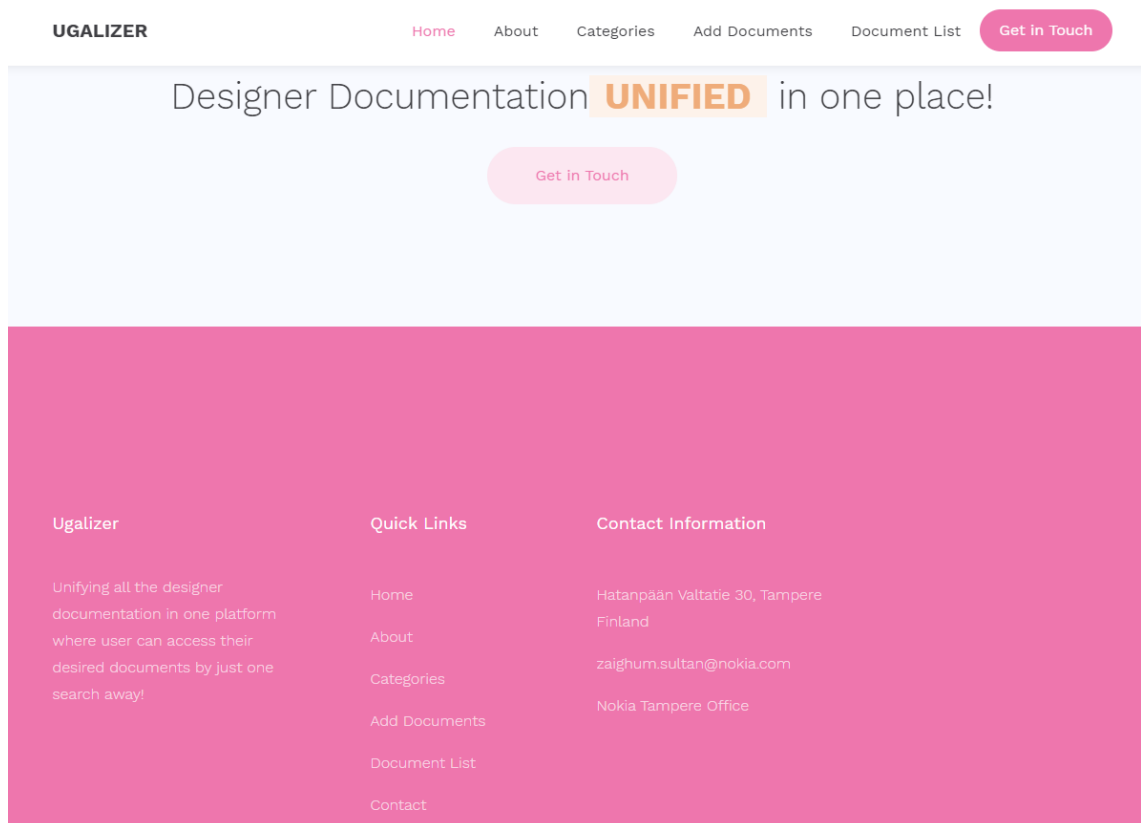 UGALIZER
Home
About
Categories
Add Documents
Document List
Get in Touch
Designer Documentation UNIFIED in one place!
Get in Touch
Ugalizer
Unifying all the designer
documentation in one platform
where user can access their
desired documents by just one
search away!
Quick Links
Home
About
Categories
Add Documents
Document List
Contact
Contact Information
Hatanpään Valtatie 30, Tampere
Finland
zaighum.sultan@nokia.com
Nokia Tampere Office